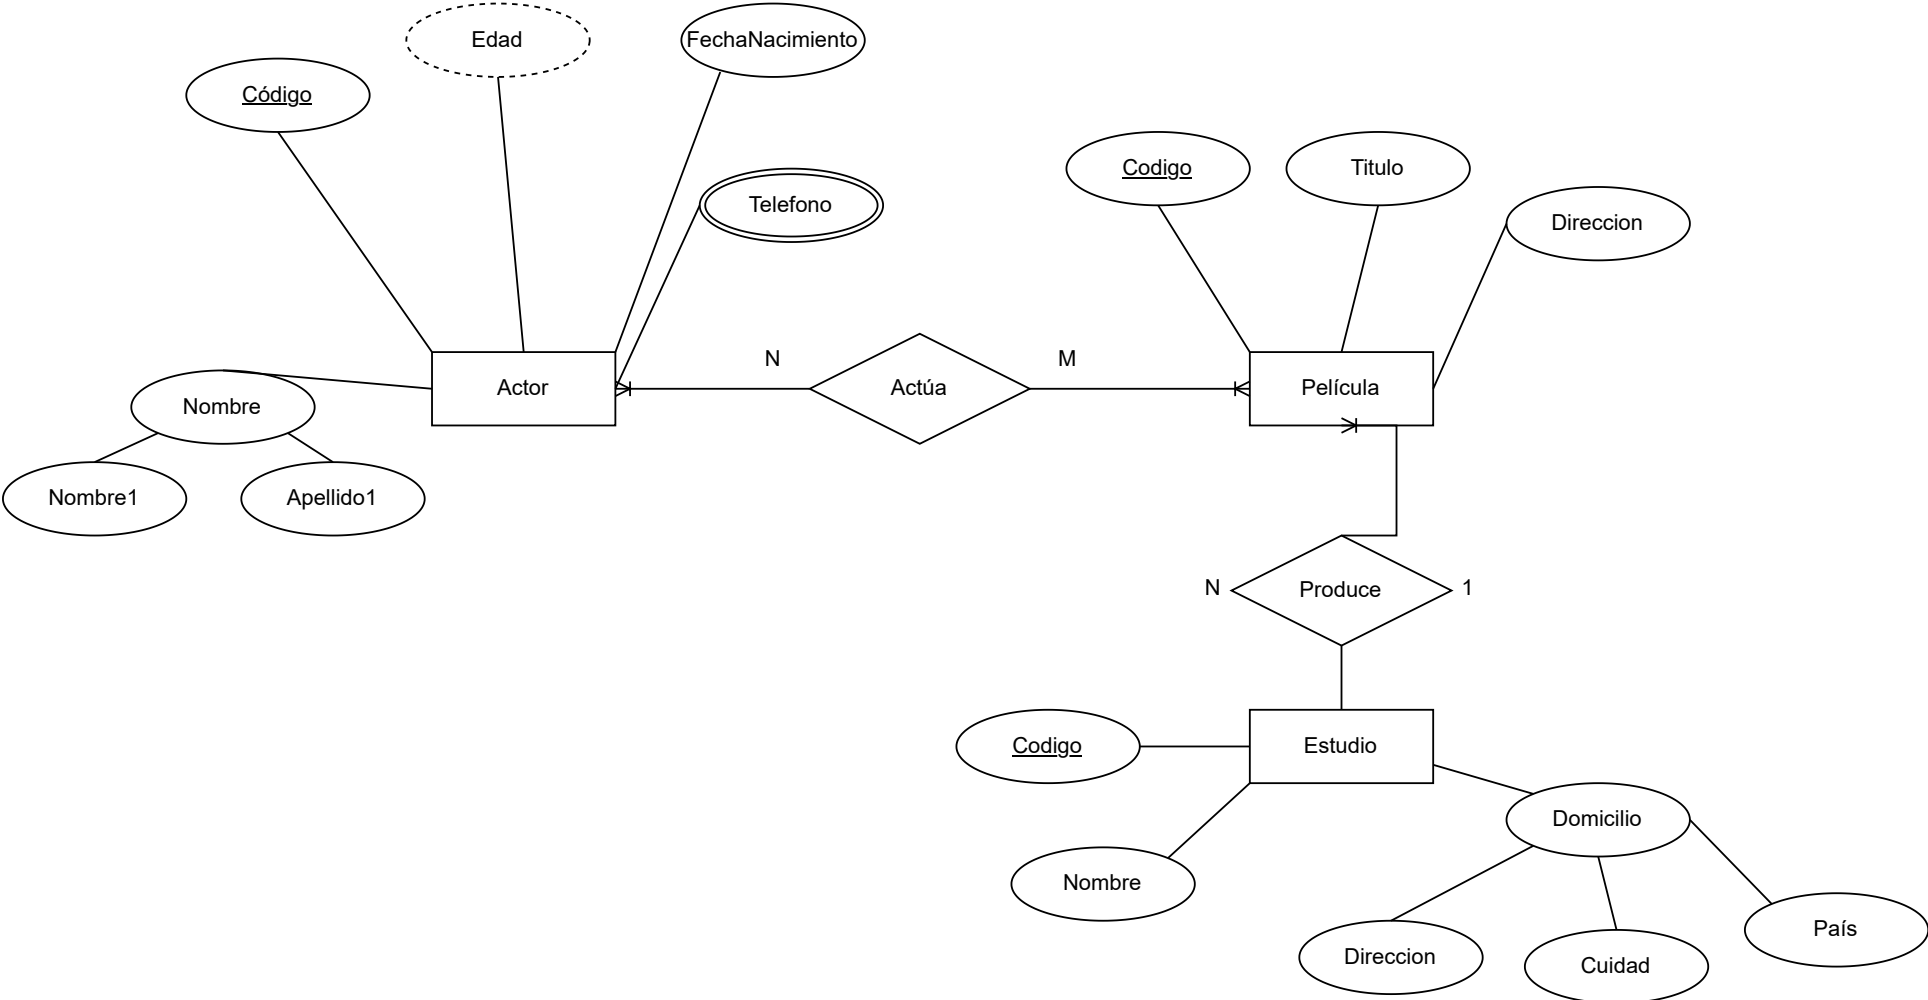 Edad
FechaNacimiento
Código
Codigo
Titulo
Telefono
Direccion
N
M
Actor
Actúa
Película
Nombre
Nombre1
Apellido1
N
Produce
1
Codigo
Estudio
Domicilio
Nombre
País
Direccion
Cuidad